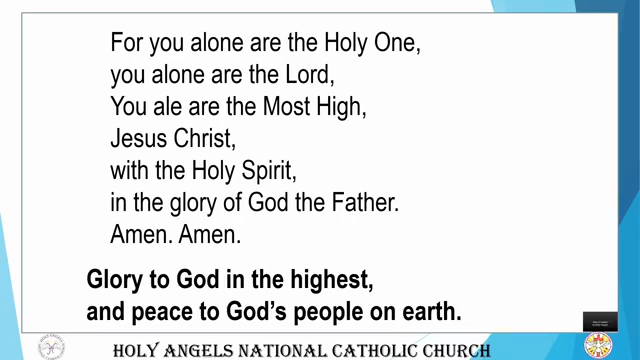 For you alone are the Holy One,
you alone are the Lord,
You ale are the Most High,
Jesus Christ,
with the Holy Spirit,
in the glory of God the Father.
Amen. Amen.
Glory to God in the highest,
and peace to God’s people on earth.
HOLY ANGELS NATIONAL CATHOLIC CHURCH